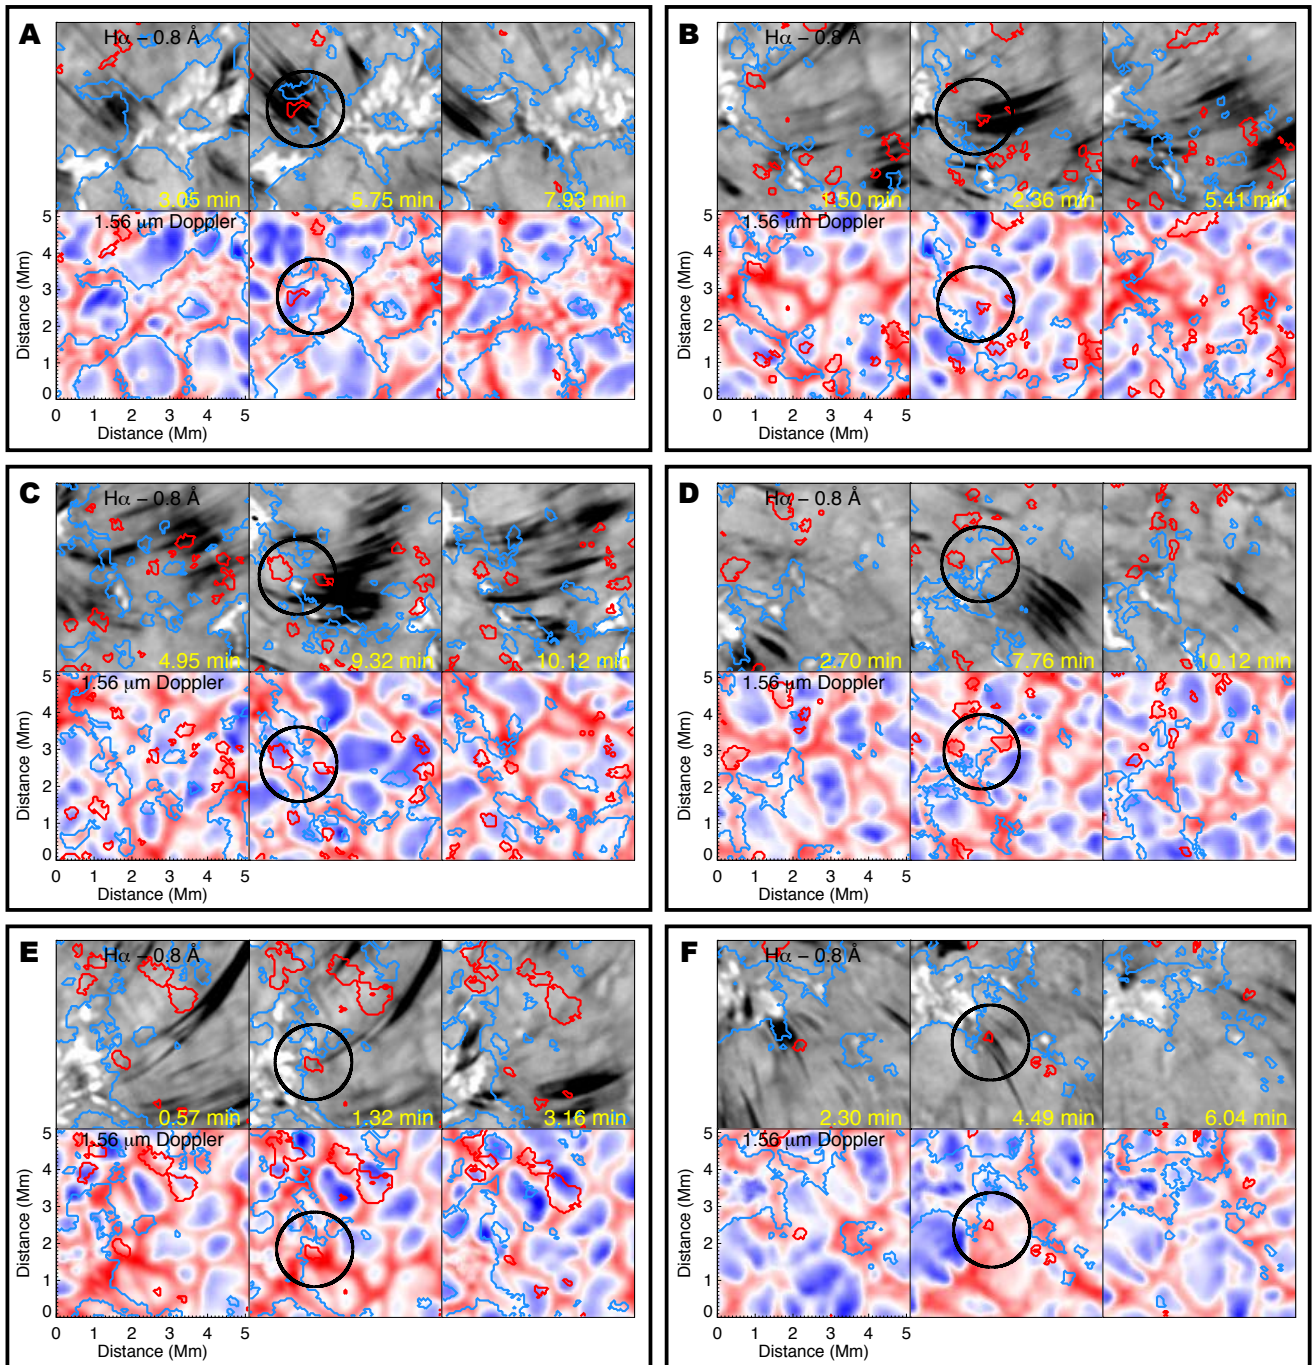 A
Hα − 0.8 Å
3.05 min
5.75 min
7.93 min
1.56 μm Doppler
Distance (Mm)
5
4
3
2
1
0
0 1 2 3 4 5
Distance (Mm)
B
Hα − 0.8 Å
1.50 min
2.36 min
5.41 min
1.56 μm Doppler
Distance (Mm)
5
4
3
2
1
0
0 1 2 3 4 5
Distance (Mm)
C
Hα − 0.8 Å
4.95 min
9.32 min
10.12 min
1.56 μm Doppler
Distance (Mm)
5
4
3
2
1
0
0 1 2 3 4 5
Distance (Mm)
D
Hα − 0.8 Å
2.70 min
7.76 min
10.12 min
1.56 μm Doppler
Distance (Mm)
5
4
3
2
1
0
0 1 2 3 4 5
Distance (Mm)
E
Hα − 0.8 Å
0.57 min
1.32 min
3.16 min
1.56 μm Doppler
Distance (Mm)
5
4
3
2
1
0
0 1 2 3 4 5
Distance (Mm)
F
Hα − 0.8 Å
2.30 min
4.49 min
6.04 min
1.56 μm Doppler
Distance (Mm)
5
4
3
2
1
0
0 1 2 3 4 5
Distance (Mm)